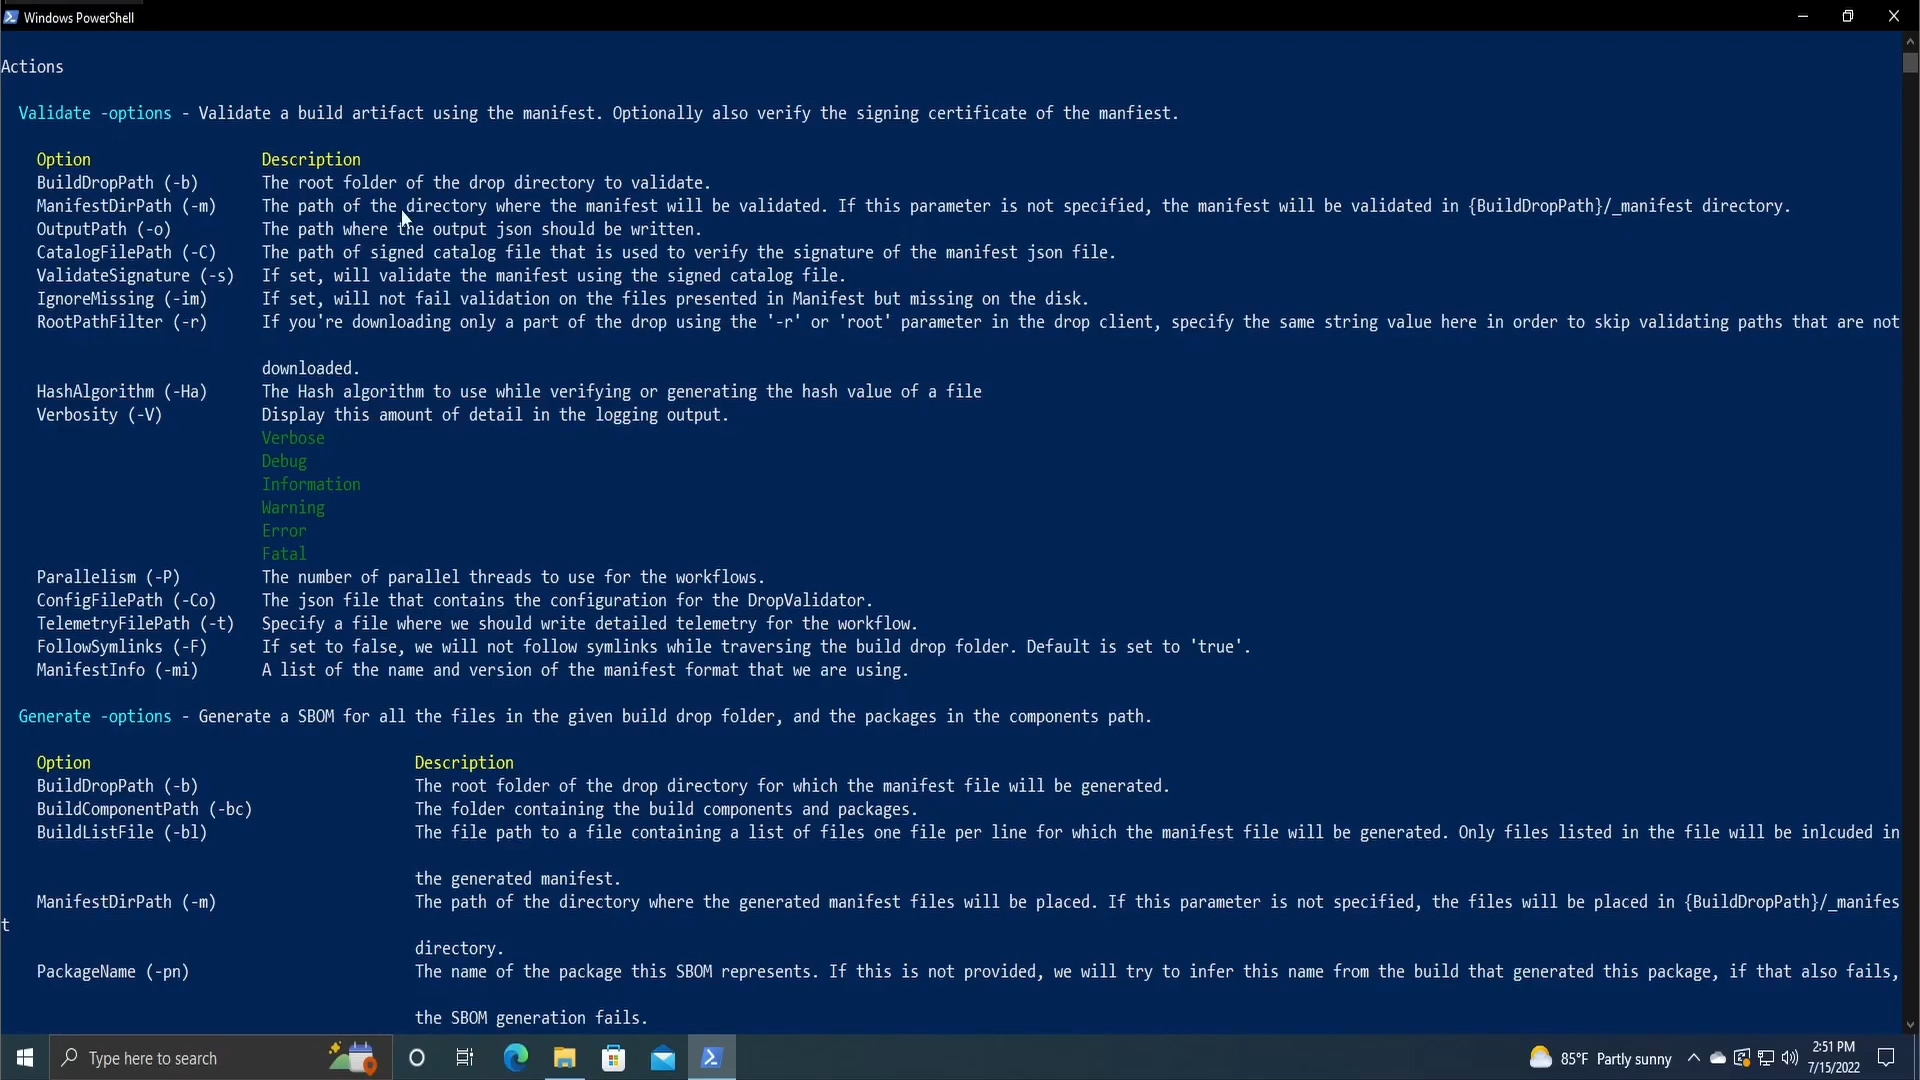 Windows PowerShell
Actions
Validate -options - Validate a build artifact using the manifest. Optionally also verify the signing certificate of the manfiest.
Option Description
BuildDropPath (-b) The root folder of the drop directory to validate.
ManifestDirPath (-m) The path of the directory where the manifest will be validated. If this parameter is not specified, the manifest will be validated in {BuildDropPath}/_manifest directory.
OutputPath (-o) The path where the output json should be written.
CatalogFilePath (-C) The path of signed catalog file that is used to verify the signature of the manifest json file.
ValidateSignature (-s) If set, will validate the manifest using the signed catalog file.
IgnoreMissing (-im) If set, will not fail validation on the files presented in Manifest but missing on the disk.
RootPathFilter (-r) If you're downloading only a part of the drop using the '-r' or 'root' parameter in the drop client, specify the same string value here in order to skip validating paths that are not
downloaded.
HashAlgorithm (-Ha) The Hash algorithm to use while verifying or generating the hash value of a file
Verbosity (-V) Display this amount of detail in the logging output.
Verbose
Debug
Information
Warning
Error
Fatal
Parallelism (-P) The number of parallel threads to use for the workflows.
ConfigFilePath (-Co) The json file that contains the configuration for the DropValidator.
TelemetryFilePath (-t) Specify a file where we should write detailed telemetry for the workflow.
FollowSymlinks (-F) If set to false, we will not follow symlinks while traversing the build drop folder. Default is set to 'true'.
ManifestInfo (-mi) A list of the name and version of the manifest format that we are using.
Generate -options - Generate a SBOM for all the files in the given build drop folder, and the packages in the components path.
Option Description
BuildDropPath (-b) The root folder of the drop directory for which the manifest file will be generated.
BuildComponentPath (-bc) The folder containing the build components and packages.
BuildListFile (-bl) The file path to a file containing a list of files one file per line for which the manifest file will be generated. Only files listed in the file will be inlcuded in
the generated manifest.
ManifestDirPath (-m) The path of the directory where the generated manifest files will be placed. If this parameter is not specified, the files will be placed in {BuildDropPath}/_manifes
t
directory.
PackageName (-pn) The name of the package this SBOM represents. If this is not provided, we will try to infer this name from the build that generated this package, if that also fails,
the SBOM generation fails.
Type here to search
85°F Partly sunny
2:51 PM
7/15/2022